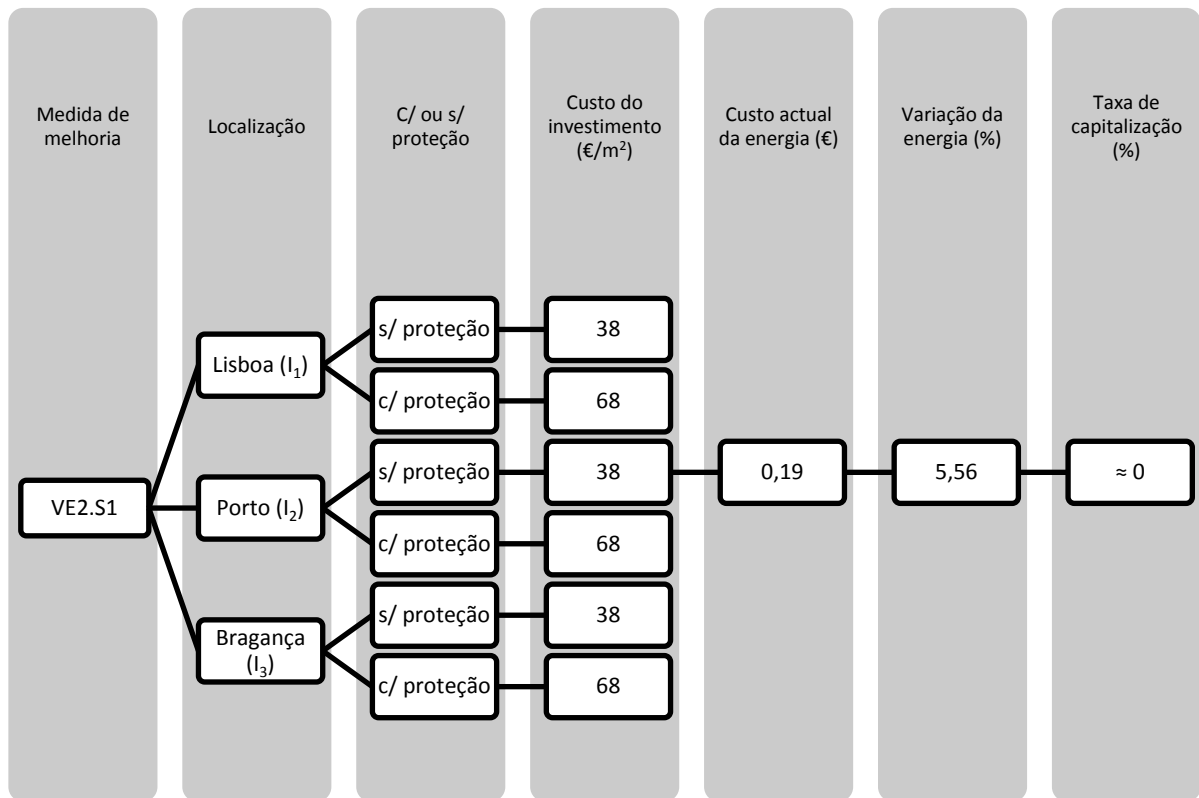 Medida de
melhoria
Localização
C/ ou s/
proteção
Custo do
investimento
(€/m²)
Custo actual
da energia (€)
Variação da
energia (%)
Taxa de
capitalização
(%)
VE2.S1
Lisboa (I₁)
s/ proteção
38
c/ proteção
68
Porto (I₂)
s/ proteção
38
c/ proteção
68
Bragança
(I₃)
s/ proteção
38
c/ proteção
68
0,19
5,56
≈ 0